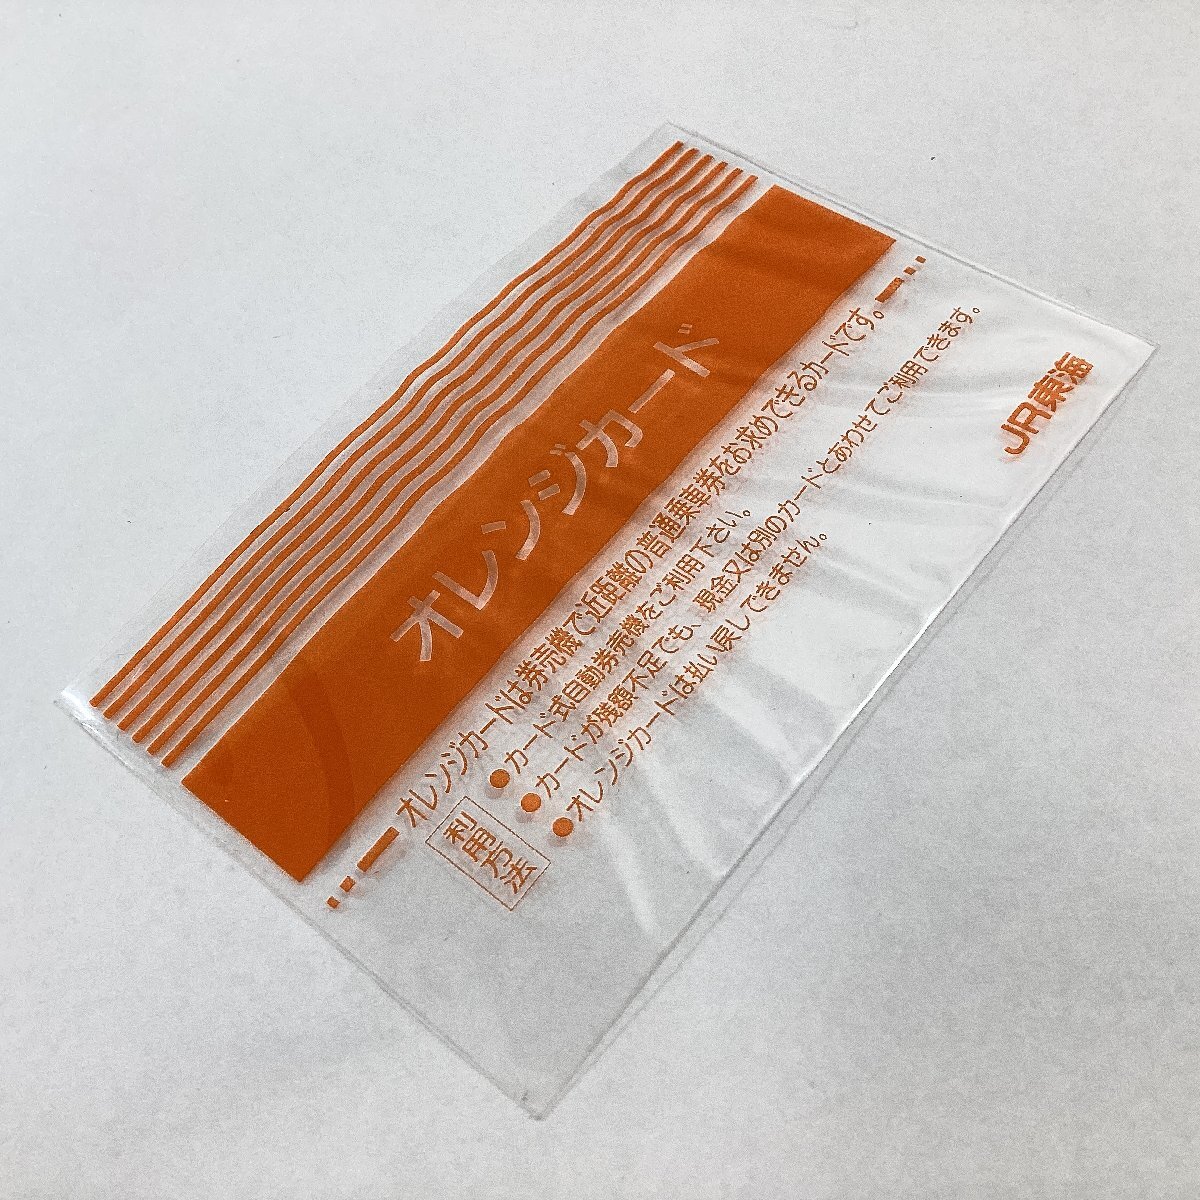 オレンジカード
オレンジカードは券売機で近距離の普通乗車券をお求めできるカードです。
利用方法
●カード式自動券売機をご利用下さい。
●カードが残額不足でも、現金又は別のカードとあわせてご利用できます。
●オレンジカードは払い戻しできません。
JR東海